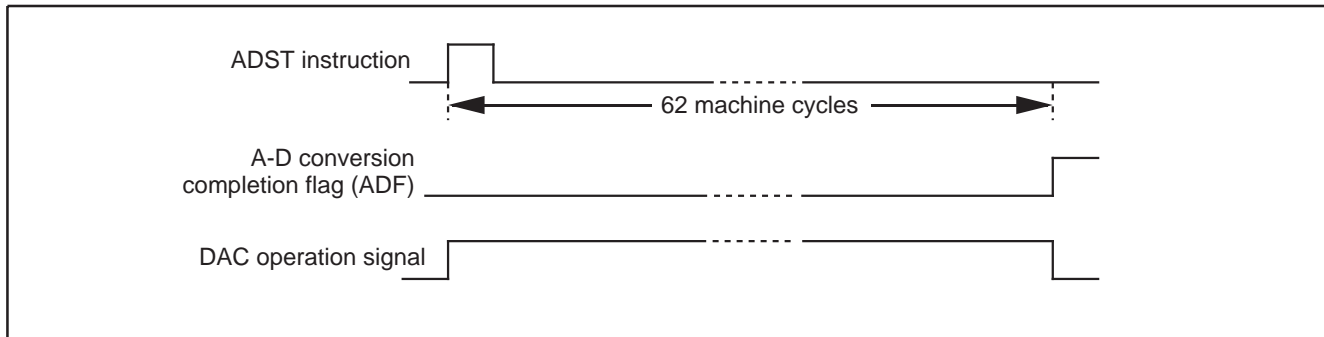 ADST instruction
62 machine cycles
A-D conversion
completion flag (ADF)
DAC operation signal